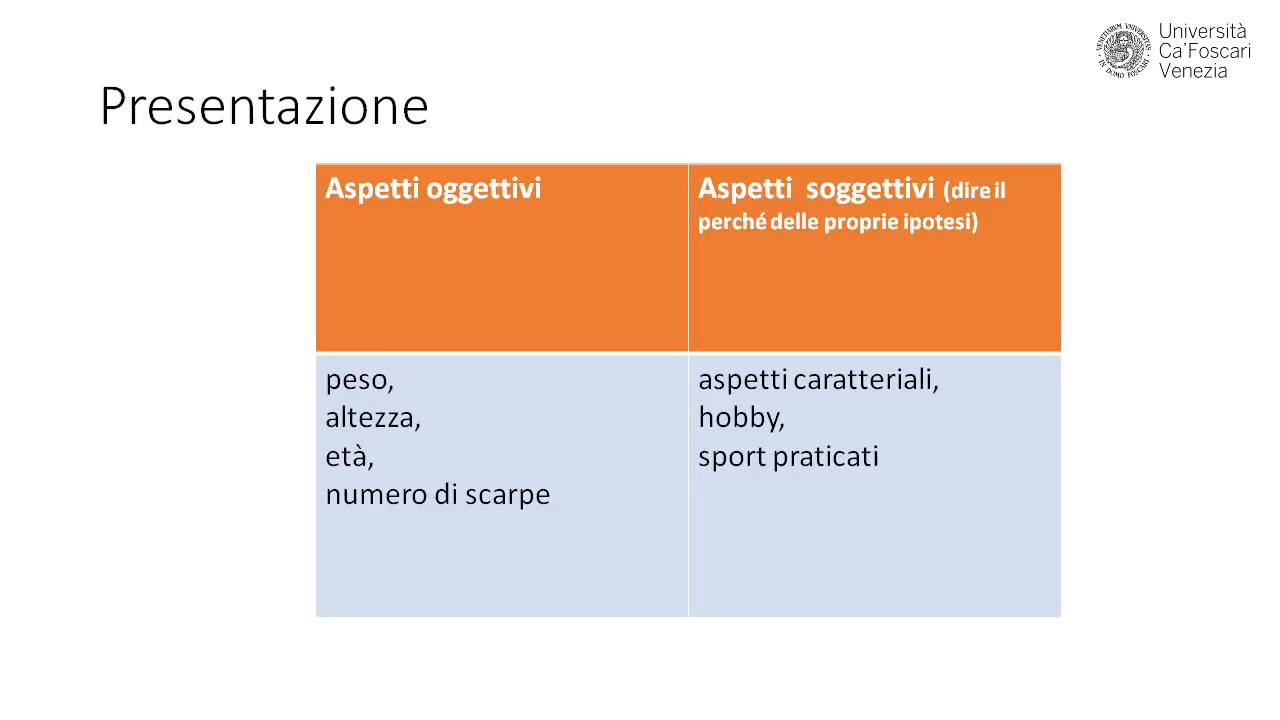 Università
Ca'Foscari
Venezia
Presentazione
Aspetti oggettivi
Aspetti soggettivi (dire il
perché delle proprie ipotesi)
peso,
altezza,
età,
numero di scarpe
aspetti caratteriali,
hobby,
sport praticati